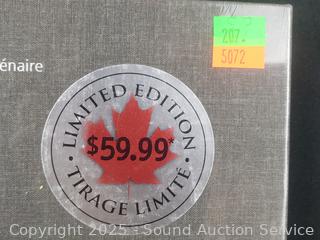 207.
5072
énaire
LIMITED EDITION
$59.99*
TIRAGE LIMITÉ
Copyright 2025 - Sound Auction Service